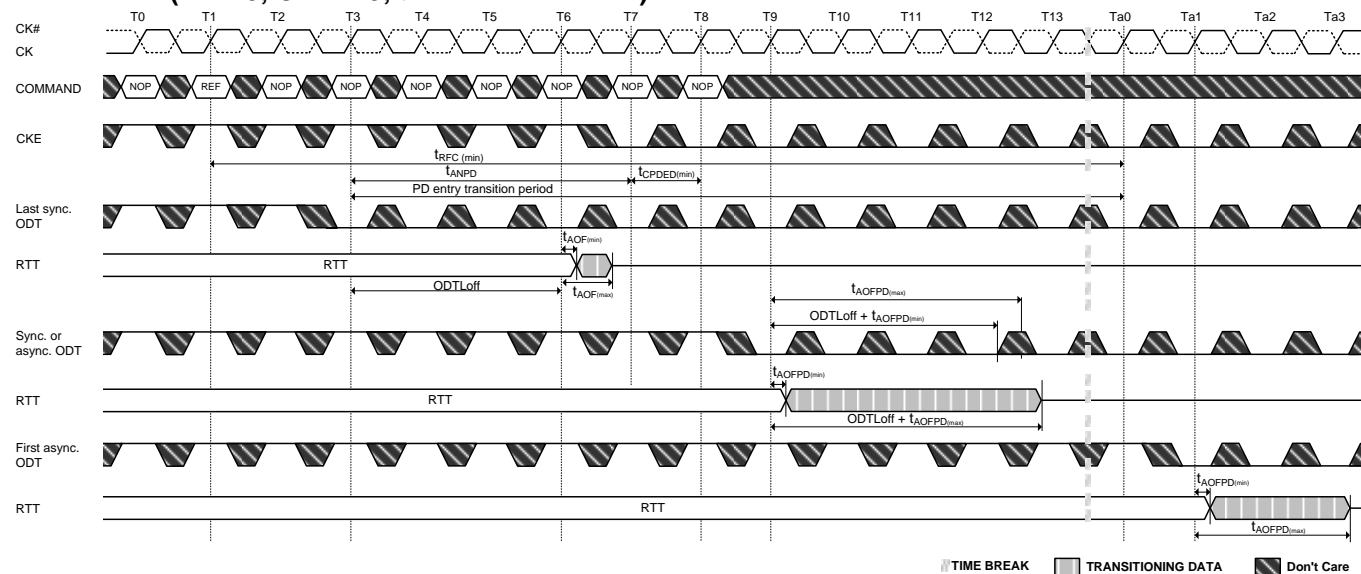 T0 T1 T2 T3 T4 T5 T6 T7 T8 T9 T10 T11 T12 T13 Ta0 Ta1 Ta2 Ta3
CK#
CK
COMMAND NOP REF NOP NOP NOP NOP NOP NOP NOP
CKE
tRFC (min)
tANPD tCPDED(min)
PD entry transition period
Last sync.
ODT
tAOF(min)
RTT RTT
ODTLoff tAOF(max)
tAOFPD(max)
ODTLoff + tAOFPD(min)
Sync. or
async. ODT
tAOFPD(min)
RTT RTT
ODTLoff + tAOFPD(max)
First async.
ODT
tAOFPD(min)
RTT RTT
tAOFPD(max)
TIME BREAK TRANSITIONING DATA Don't Care